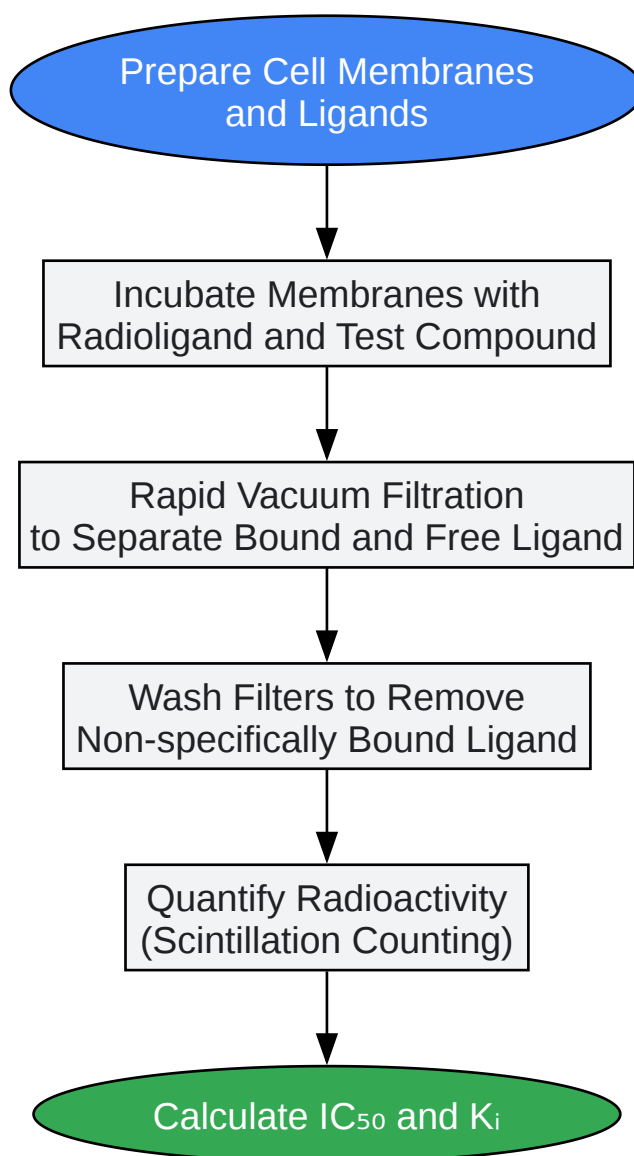 Prepare Cell Membranes
and Ligands
Incubate Membranes with
Radioligand and Test Compound
Rapid Vacuum Filtration
to Separate Bound and Free Ligand
Wash Filters to Remove
Non-specifically Bound Ligand
Quantify Radioactivity
(Scintillation Counting)
Calculate IC₅₀ and Kᵢ